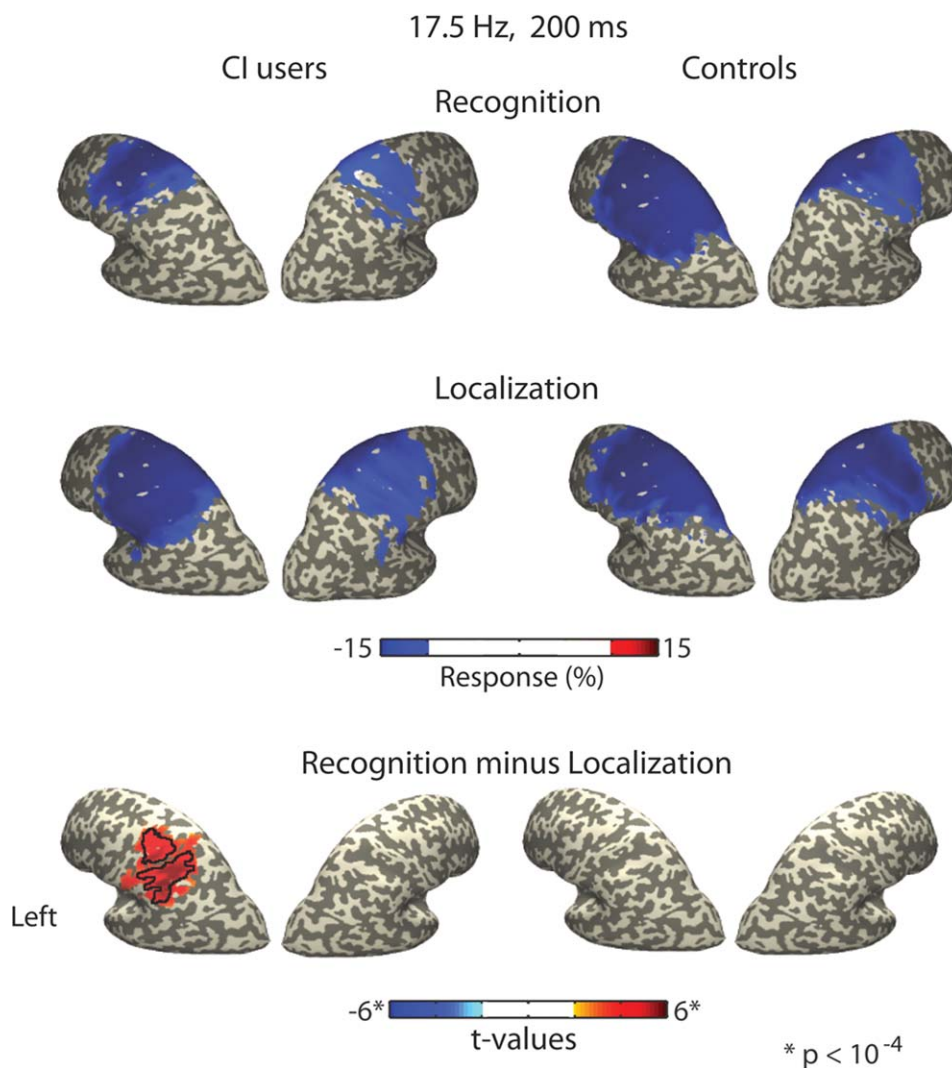 17.5 Hz, 200 ms
CI users Controls
Recognition
Localization
-15 15
Response (%)
Recognition minus Localization
Left
-6* 6*
t-values
* p < 10⁻⁴